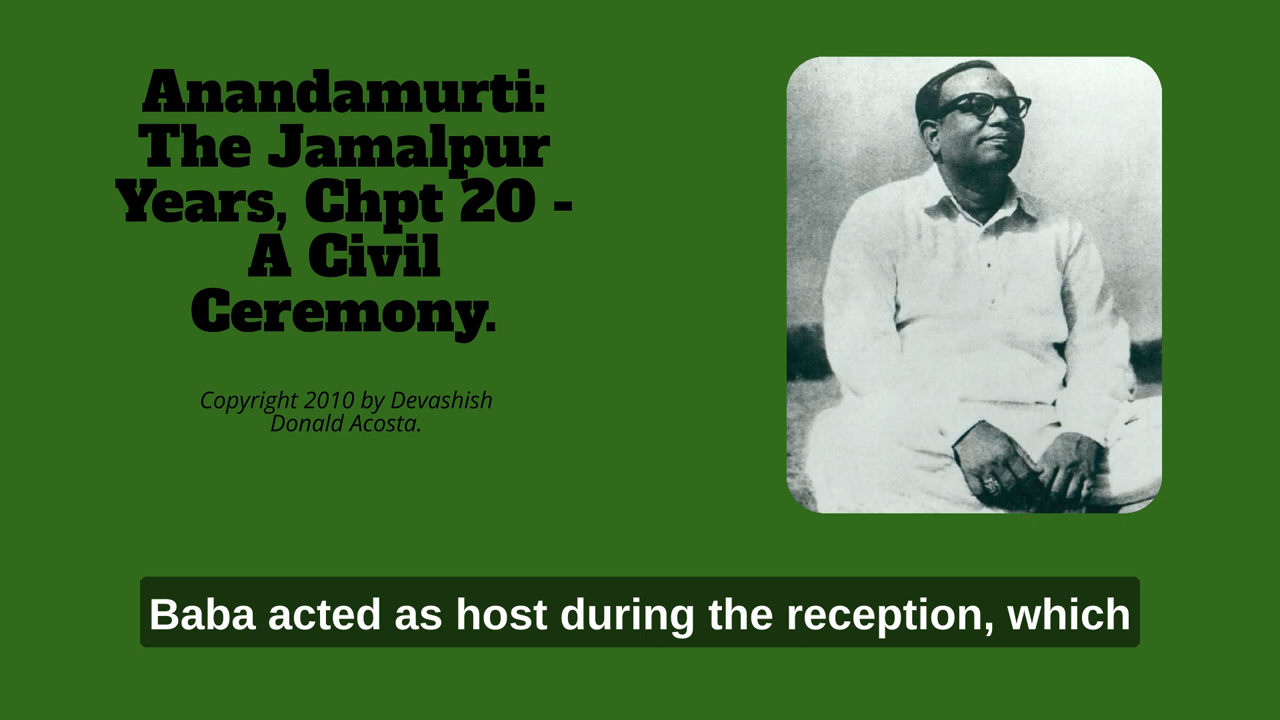 Anandamurti:
The Jamalpur
Years, Chpt 20 -
A Civil
Ceremony.
Copyright 2010 by Devashish
Donald Acosta.
Baba acted as host during the reception, which